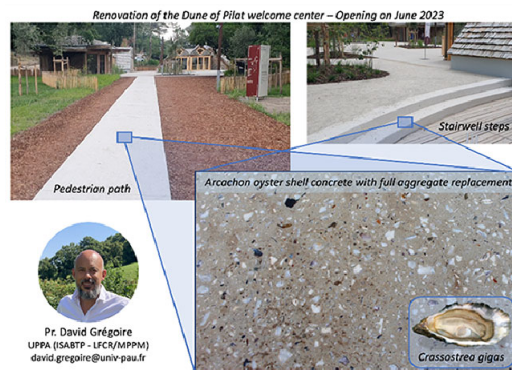 Renovation of the Dune of Pilat welcome center – Opening on June 2023
Pedestrian path
Stairwell steps
Arcachon oyster shell concrete with full aggregate replacement
Pr. David Grégoire
UPPA (ISABTP - LFCR/MPPM)
david.gregoire@univ-pau.fr
Crassostrea gigas